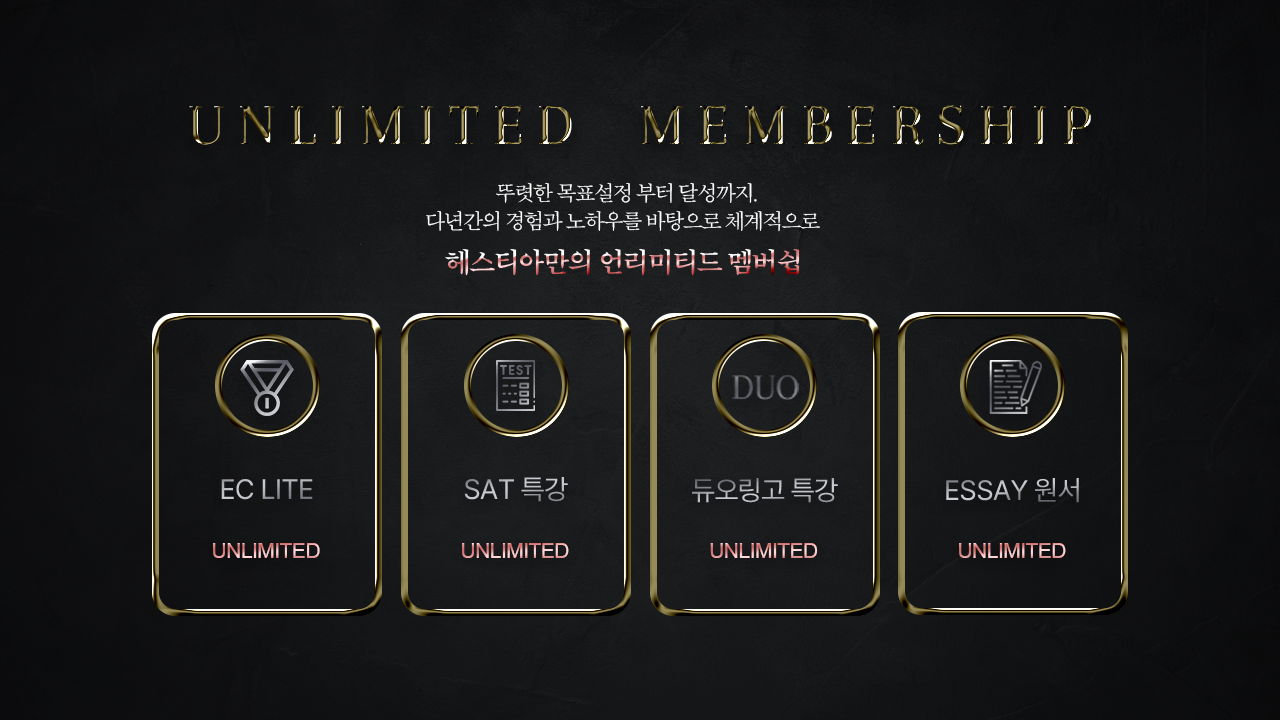 UNLIMITED MEMBERSHIP
뚜렷한 목표설정 부터 달성까지.
다년간의 경험과 노하우를 바탕으로 체계적으로
헤스티아만의 언리미티드 멤버쉽
TEST
DUO
EC LITE
SAT 특강
듀오링고 특강
ESSAY 원서
UNLIMITED
UNLIMITED
UNLIMITED
UNLIMITED